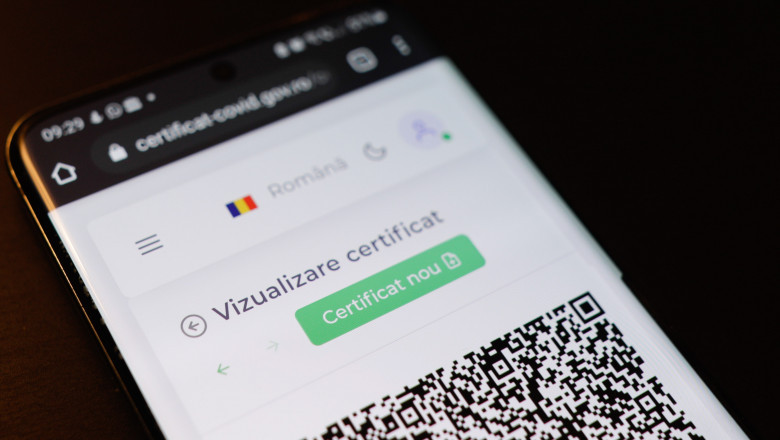 09:29
certificat-covid.gov.ro
Română
Vizualizare certificat
Certificat nou